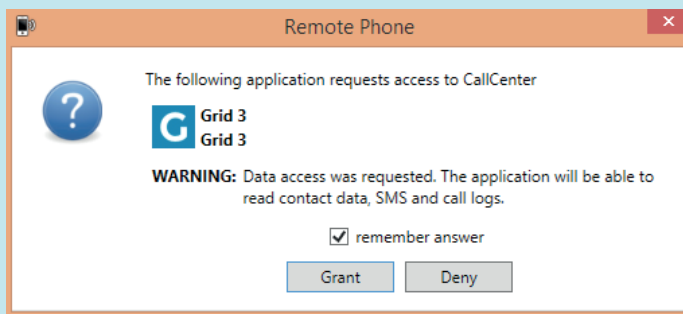 Remote Phone
The following application requests access to CallCenter
G
Grid 3
Grid 3
WARNING: Data access was requested. The application will be able to
read contact data, SMS and call logs.
remember answer
Grant Deny